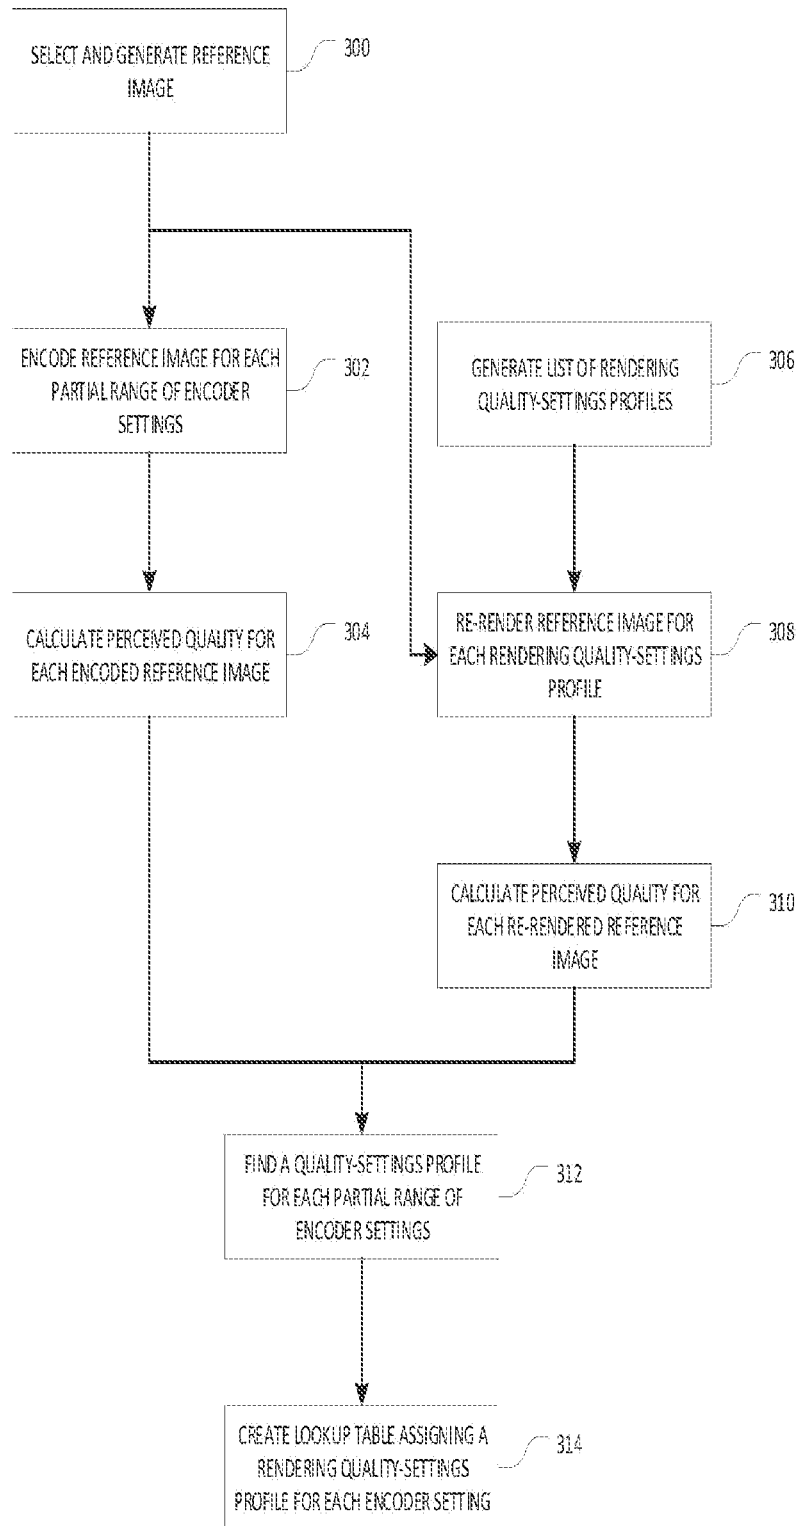 SELECT AND GENERATE REFERENCE
IMAGE
300
ENCODE REFERENCE IMAGE FOR EACH
PARTIAL RANGE OF ENCODER
SETTINGS
302
GENERATE LIST OF RENDERING
QUALITY-SETTINGS PROFILES
306
CALCULATE PERCEIVED QUALITY FOR
EACH ENCODED REFERENCE IMAGE
304
RE-RENDER REFERENCE IMAGE FOR
EACH RENDERING QUALITY-SETTINGS
PROFILE
308
CALCULATE PERCEIVED QUALITY FOR
EACH RE-RENDERED REFERENCE
IMAGE
310
FIND A QUALITY-SETTINGS PROFILE
FOR EACH PARTIAL RANGE OF
ENCODER SETTINGS
312
CREATE LOOKUP TABLE ASSIGNING A
RENDERING QUALITY-SETTINGS
PROFILE FOR EACH ENCODER SETTING
314